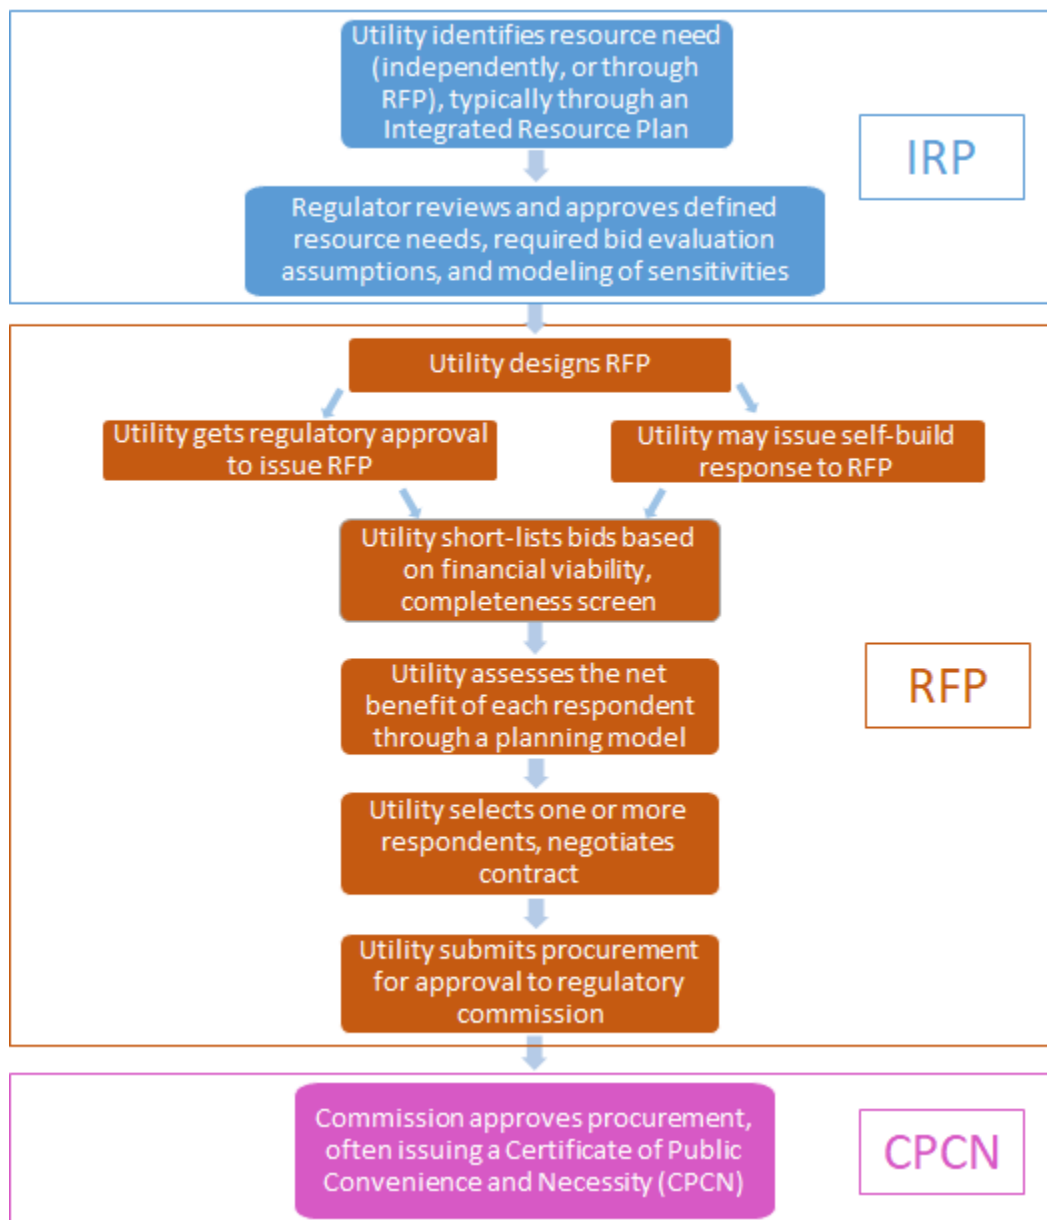 Utility identifies resource need
(independently, or through
RFP), typically through an
Integrated Resource Plan
IRP
Regulator reviews and approves defined
resource needs, required bid evaluation
assumptions, and modeling of sensitivities
Utility designs RFP
Utility gets regulatory approval
to issue RFP
Utility may issue self-build
response to RFP
Utility short-lists bids based
on financial viability,
completeness screen
Utility assesses the net
benefit of each respondent
through a planning model
RFP
Utility selects one or more
respondents, negotiates
contract
Utility submits procurement
for approval to regulatory
commission
Commission approves procurement,
often issuing a Certificate of Public
Convenience and Necessity (CPCN)
CPCN